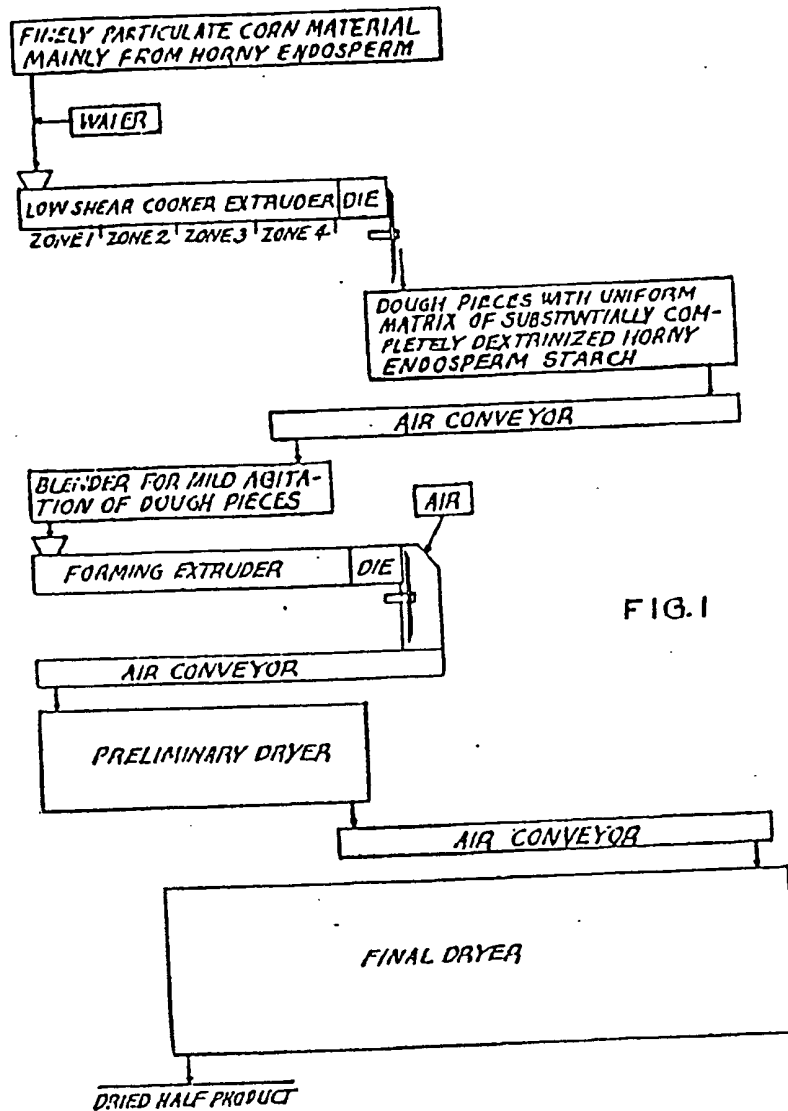 FINELY PARTICULATE CORN MATERIAL
MAINLY FROM HORNY ENDOSPERM
WATER
LOW SHEAR COOKER EXTRUDER
DIE
ZONE 1 ZONE 2 ZONE 3 ZONE 4
DOUGH PIECES WITH UNIFORM
MATRIX OF SUBSTANTIALLY COM-
PLETELY DEXTRINIZED HORNY
ENDOSPERM STARCH
AIR CONVEYOR
BLENDER FOR MILD AGITA-
TION OF DOUGH PIECES
AIR
FORMING EXTRUDER
DIE
FIG. 1
AIR CONVEYOR
PRELIMINARY DRYER
AIR CONVEYOR
FINAL DRYER
DRIED HALF PRODUCT